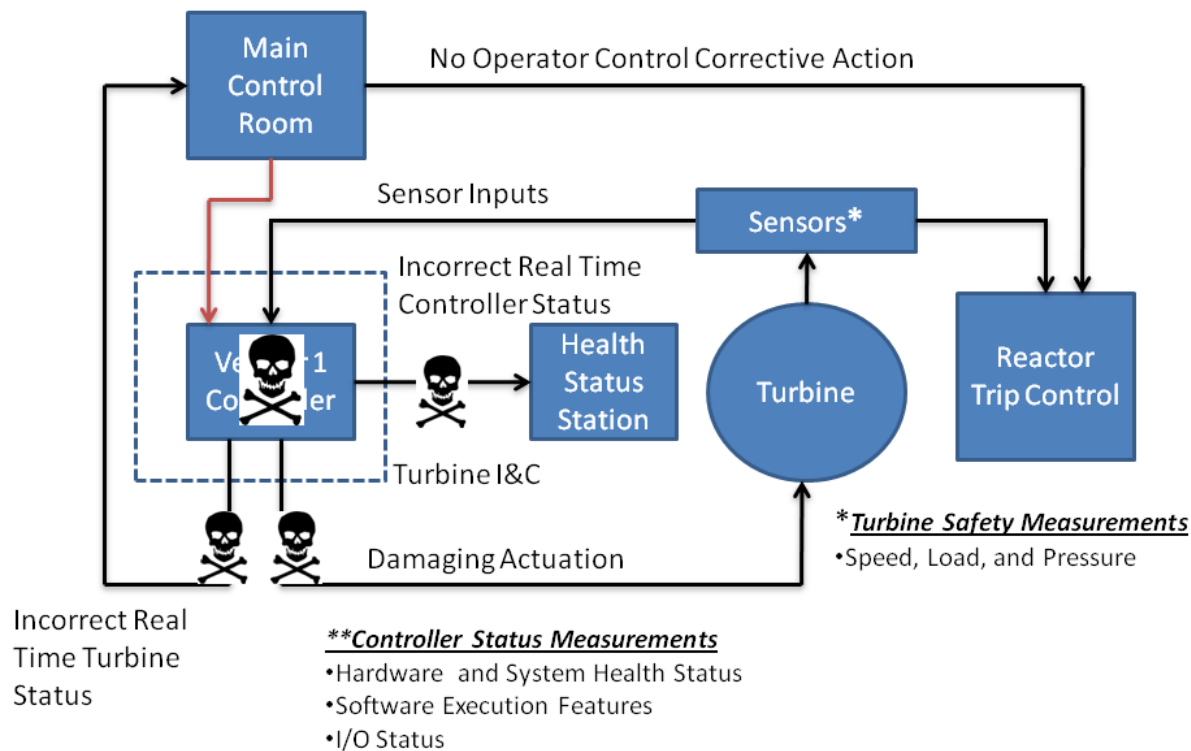 Main
Control
Room
No Operator Control Corrective Action
Sensor Inputs
Sensors*
Incorrect Real Time
Controller Status
Health
Status
Station
Turbine
Reactor
Trip Control
Turbine I&C
*Turbine Safety Measurements
•Speed, Load, and Pressure
Damaging Actuation
Incorrect Real
Time Turbine
Status
**Controller Status Measurements
•Hardware and System Health Status
•Software Execution Features
•I/O Status